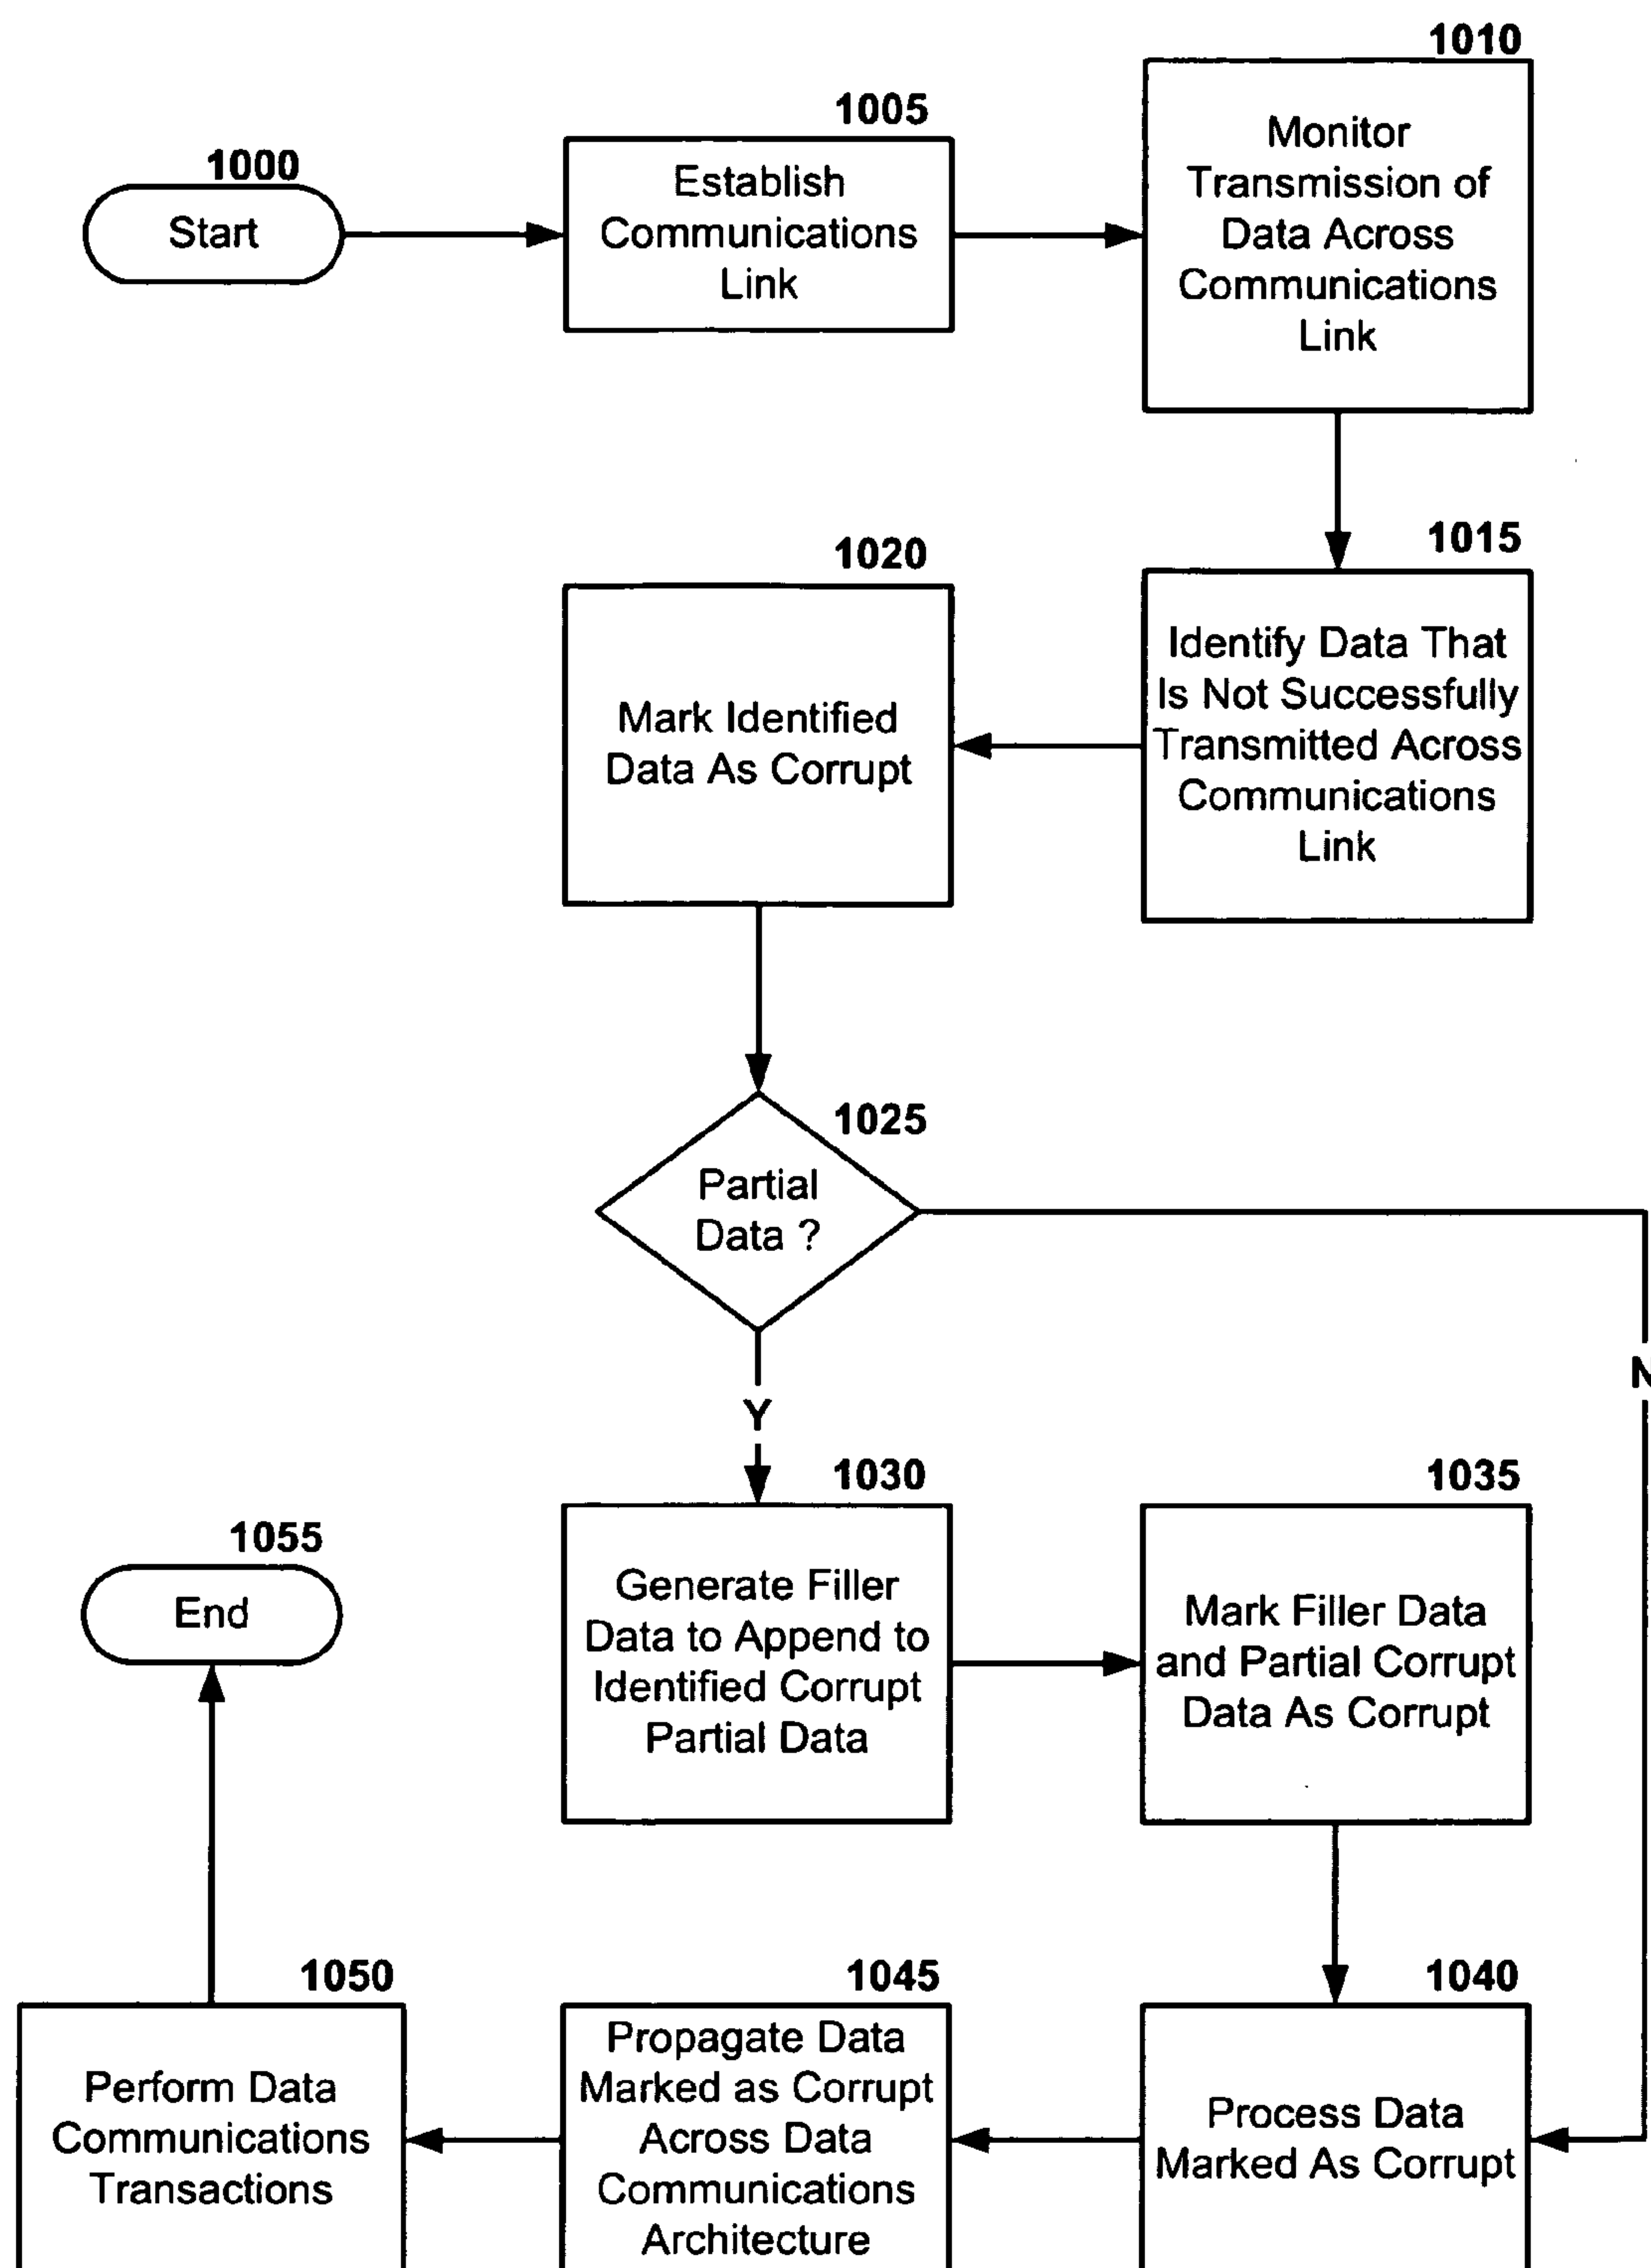 1000
Start
1005
Establish
Communications
Link
1010
Monitor
Transmission of
Data Across
Communications
Link
1015
Identify Data That
Is Not Successfully
Transmitted Across
Communications
Link
1020
Mark Identified
Data As Corrupt
1025
Partial
Data ?
N
Y
1030
Generate Filler
Data to Append to
Identified Corrupt
Partial Data
1035
Mark Filler Data
and Partial Corrupt
Data As Corrupt
1040
Process Data
Marked As Corrupt
1045
Propagate Data
Marked as Corrupt
Across Data
Communications
Architecture
1050
Perform Data
Communications
Transactions
1055
End